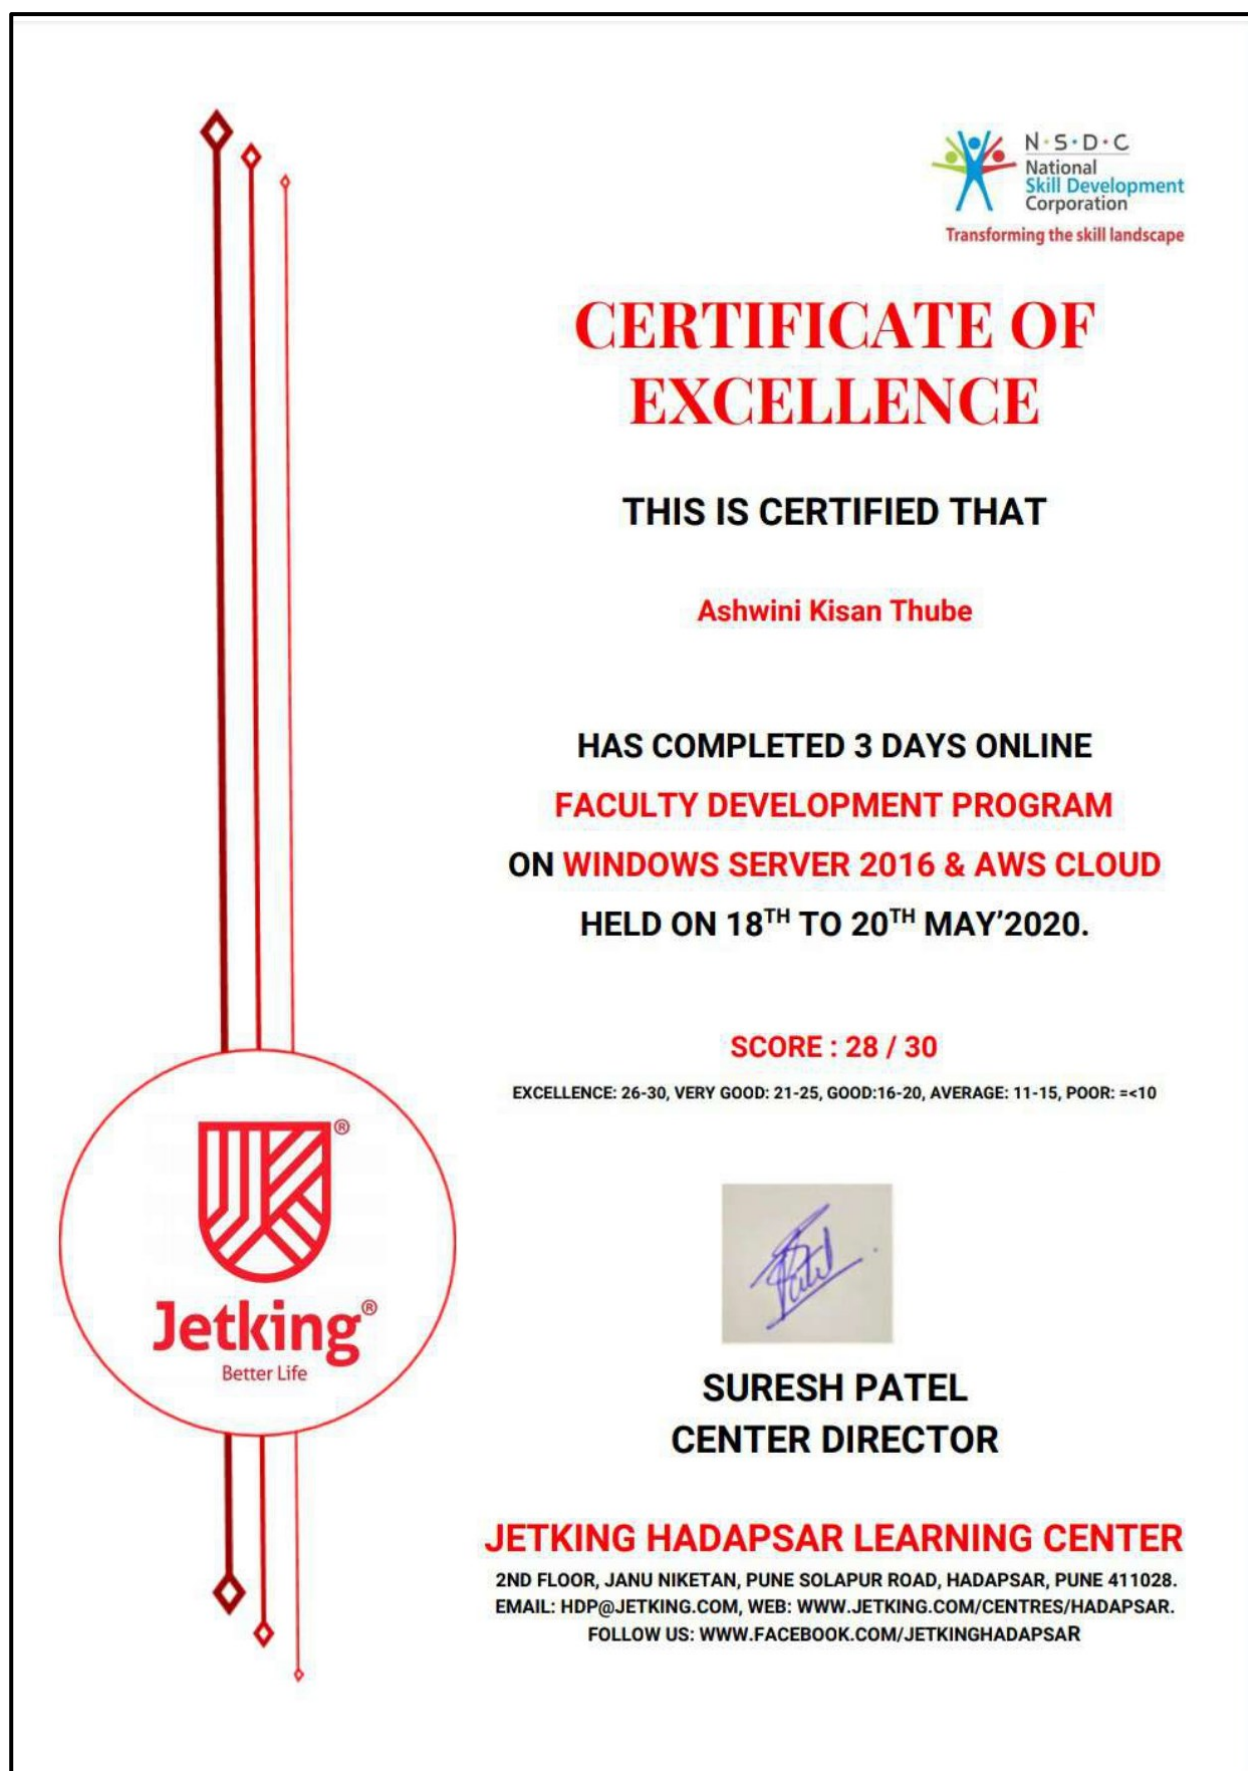 N·S·D·C
National
Skill Development
Corporation
Transforming the skill landscape
CERTIFICATE OF
EXCELLENCE
THIS IS CERTIFIED THAT
Ashwini Kisan Thube
HAS COMPLETED 3 DAYS ONLINE
FACULTY DEVELOPMENT PROGRAM
ON WINDOWS SERVER 2016 & AWS CLOUD
HELD ON 18TH TO 20TH MAY’2020.
SCORE : 28 / 30
EXCELLENCE: 26-30, VERY GOOD: 21-25, GOOD:16-20, AVERAGE: 11-15, POOR: =<10
®
Jetking®
Better Life
Patel
SURESH PATEL
CENTER DIRECTOR
JETKING HADAPSAR LEARNING CENTER
2ND FLOOR, JANU NIKETAN, PUNE SOLAPUR ROAD, HADAPSAR, PUNE 411028.
EMAIL: HDP@JETKING.COM, WEB: WWW.JETKING.COM/CENTRES/HADAPSAR.
FOLLOW US: WWW.FACEBOOK.COM/JETKINGHADAPSAR